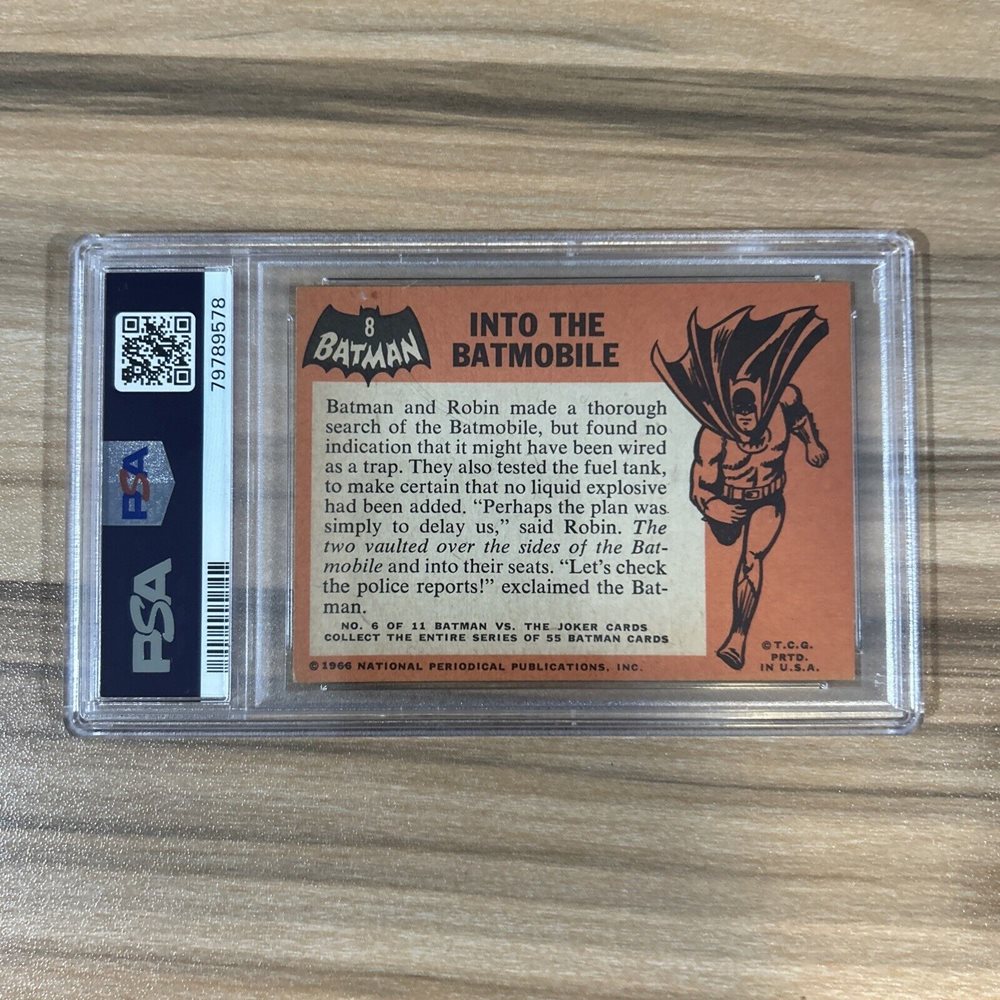 79789578
PSA
PSA
8
BATMAN
INTO THE
BATMOBILE
Batman and Robin made a thorough
search of the Batmobile, but found no
indication that it might have been wired
as a trap. They also tested the fuel tank,
to make certain that no liquid explosive
had been added. “Perhaps the plan was
simply to delay us,” said Robin. The
two vaulted over the sides of the Bat-
mobile and into their seats. “Let’s check
the police reports!” exclaimed the Bat-
man.
NO. 6 OF 11 BATMAN VS. THE JOKER CARDS
COLLECT THE ENTIRE SERIES OF 55 BATMAN CARDS
© 1966 NATIONAL PERIODICAL PUBLICATIONS, INC.
© T.C.G.
PRTD.
IN U.S.A.